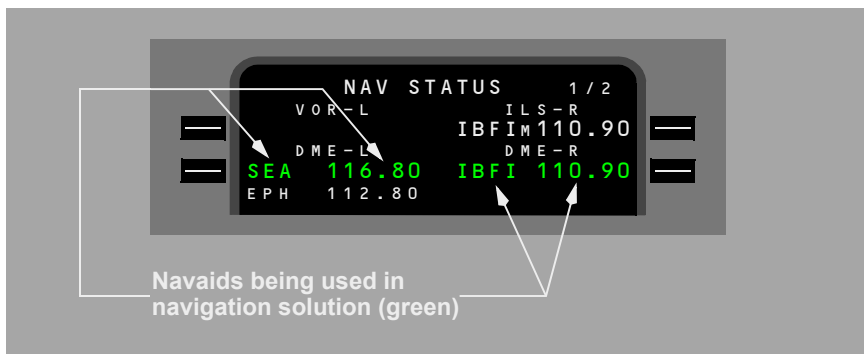 NAV STATUS 1/2
VOR-L ILS-R
IBFIM110.90
DME-L DME-R
SEA 116.80 IBFI 110.90
EPH 112.80
Navaids being used in
navigation solution (green)